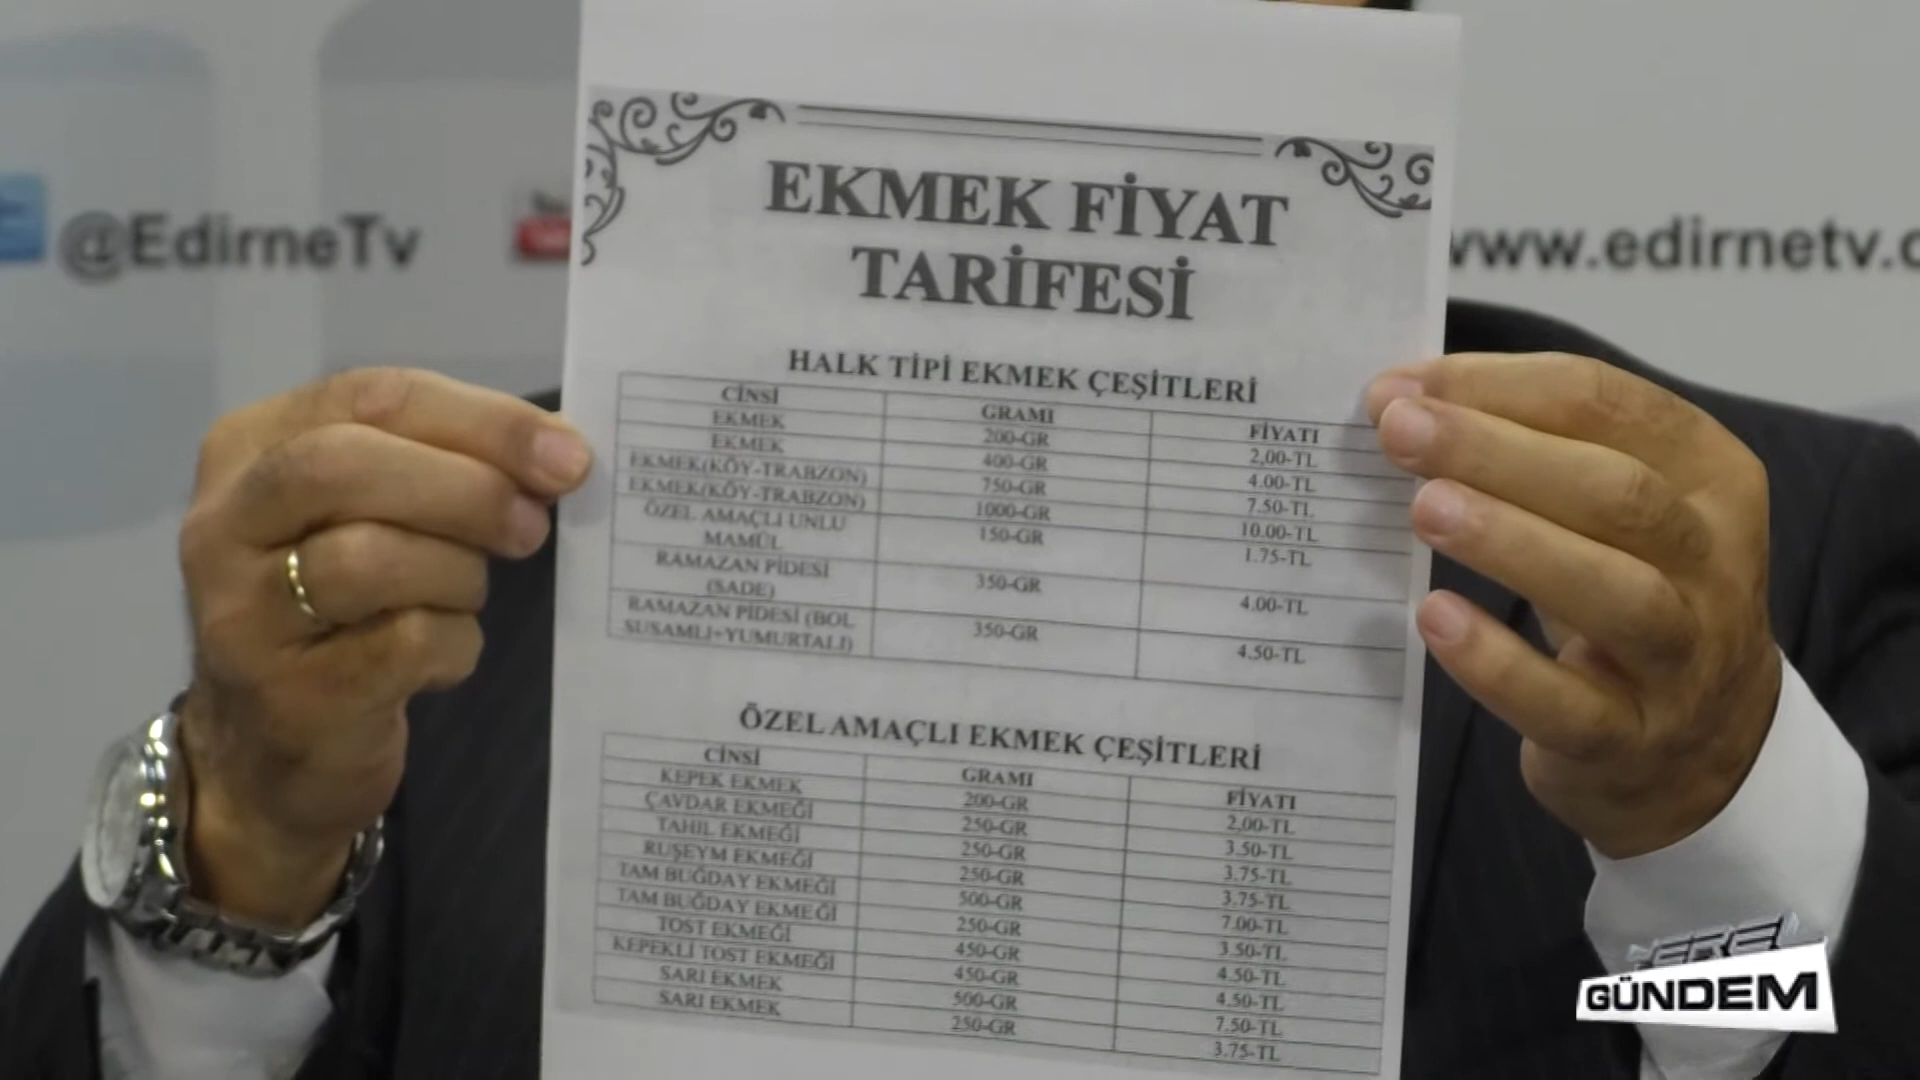 @EdirneTv
www.edirnetv.c
EKMEK FİYAT
TARİFESİ
HALK TİPİ EKMEK ÇEŞİTLERİ
CİNSİ GRAMI FİYATI
EKMEK 200-GR 2,00-TL
EKMEK 400-GR 4.00-TL
EKMEK(KÖY-TRABZON) 750-GR 7.50-TL
EKMEK(KÖY-TRABZON) 1000-GR 10.00-TL
ÖZEL AMAÇLI UNLU 150-GR 1.75-TL
MAMÜL
RAMAZAN PİDESİ 350-GR 4.00-TL
(SADE)
RAMAZAN PİDESİ (BOL 350-GR 4.50-TL
SUSAMLI+YUMURTALI)
ÖZEL AMAÇLI EKMEK ÇEŞİTLERİ
CİNSİ GRAMI FİYATI
KEPEK EKMEK 200-GR 2,00-TL
ÇAVDAR EKMEĞİ 250-GR 3.50-TL
TAHIL EKMEĞİ 250-GR 3.75-TL
RUŞEYM EKMEĞİ 250-GR 3.75-TL
TAM BUĞDAY EKMEĞİ 500-GR 7.00-TL
TAM BUĞDAY EKMEĞİ 250-GR 3.50-TL
TOST EKMEĞİ 450-GR 4.50-TL
KEPEKLİ TOST EKMEĞİ 450-GR 4.50-TL
SARI EKMEK 500-GR 7.50-TL
SARI EKMEK 250-GR 3.75-TL
GÜNDEM